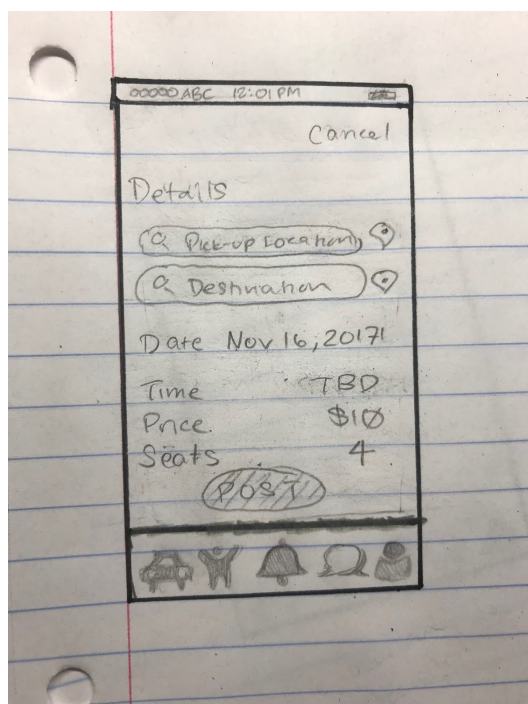 ooooo ABC 12:01 PM
Cancel
Details
Pick-up Location
Destination
Date Nov 16, 2017
Time TBD
Price $10
Seats 4
POST